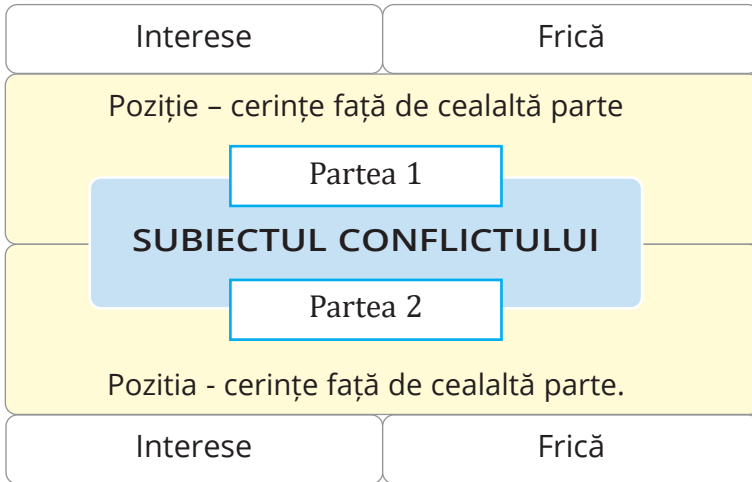 Interese Frică
Poziție – cerințe față de cealaltă parte
Partea 1
SUBIECTUL CONFLICTULUI
Partea 2
Pozitia - cerințe față de cealaltă parte.
Interese Frică